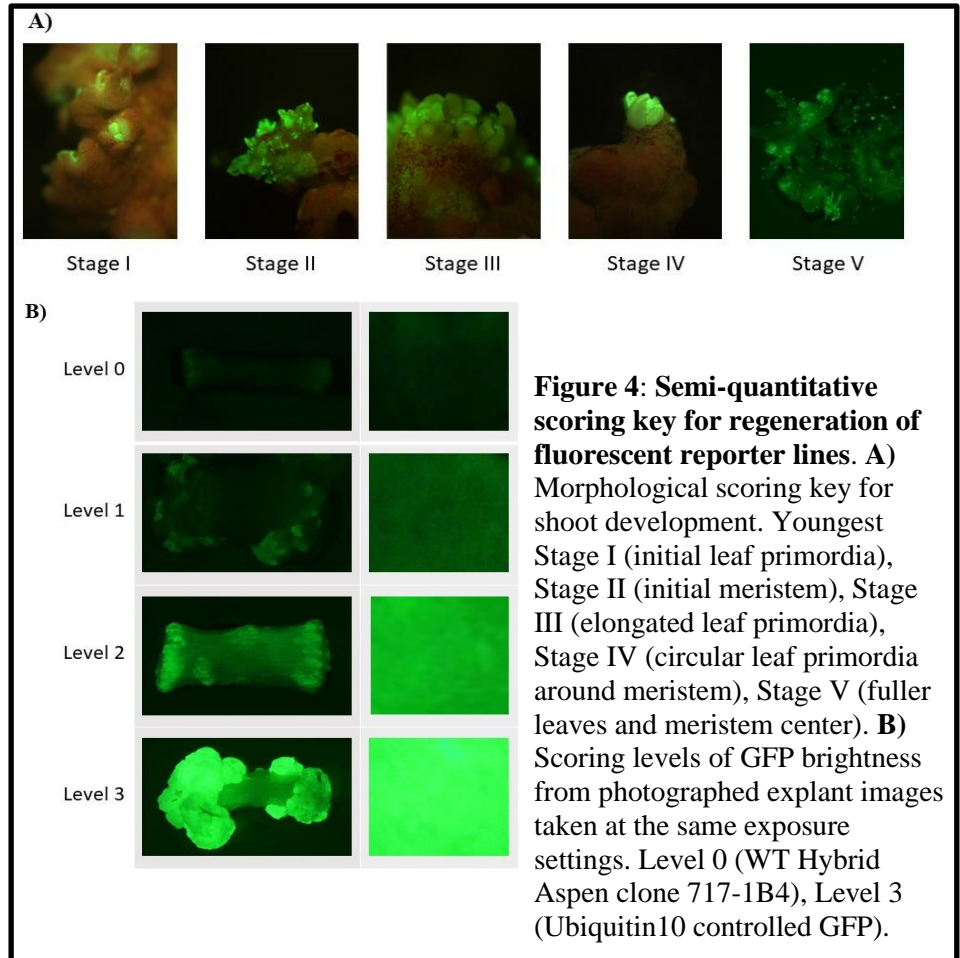 A)
Stage I
Stage II
Stage III
Stage IV
Stage V
B)
Level 0
Level 1
Level 2
Level 3
Figure 4: Semi-quantitative
scoring key for regeneration of
fluorescent reporter lines. A)
Morphological scoring key for
shoot development. Youngest
Stage I (initial leaf primordia),
Stage II (initial meristem), Stage
III (elongated leaf primordia),
Stage IV (circular leaf primordia
around meristem), Stage V (fuller
leaves and meristem center). B)
Scoring levels of GFP brightness
from photographed explant images
taken at the same exposure
settings. Level 0 (WT Hybrid
Aspen clone 717-1B4), Level 3
(Ubiquitin10 controlled GFP).